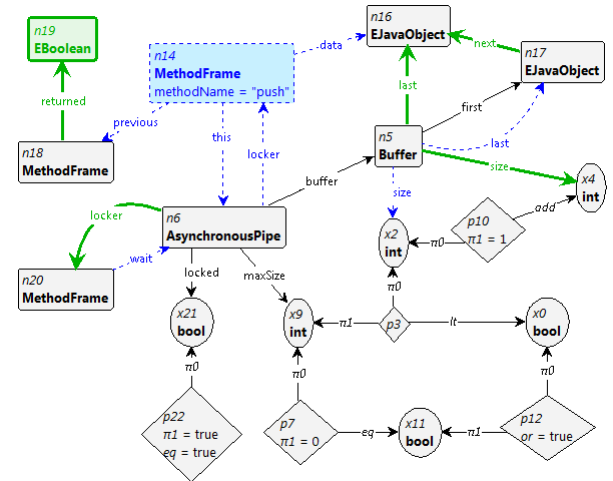 n19
EBoolean
n16
EJavaObject
n14
MethodFrame
methodName = "push"
data
next
n17
EJavaObject
returned
last
previous
this
locker
first
last
n5
Buffer
n18
MethodFrame
size
x4
int
locker
buffer
size
n6
AsynchronousPipe
add
p10
π1 = 1
π0
x2
int
n20
MethodFrame
wait
locked
maxSize
π0
x21
bool
x9
int
π1
p3
lt
x0
bool
π0
π0
π0
p22
π1 = true
eq = true
p7
π1 = 0
eq
x11
bool
π1
p12
or = true